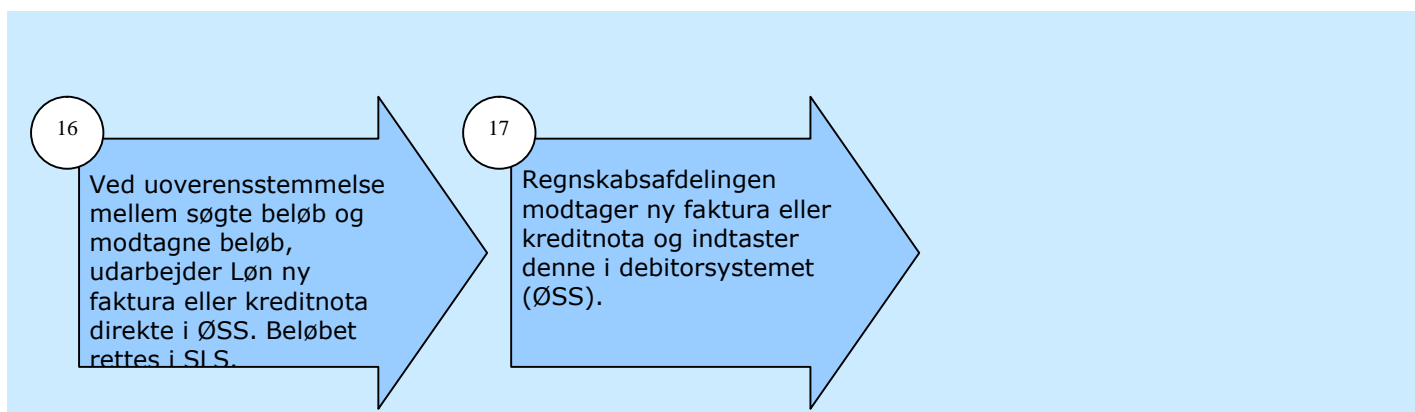 16
Ved uoverensstemmelse
mellem søgte beløb og
modtagne beløb,
udarbejder Løn ny
faktura eller kreditnota
direkte i ØSS. Beløbet
rettes i SLS.
17
Regnskabsafdelingen
modtager ny faktura eller
kreditnota og indtaster
denne i debitorsystemet
(ØSS).